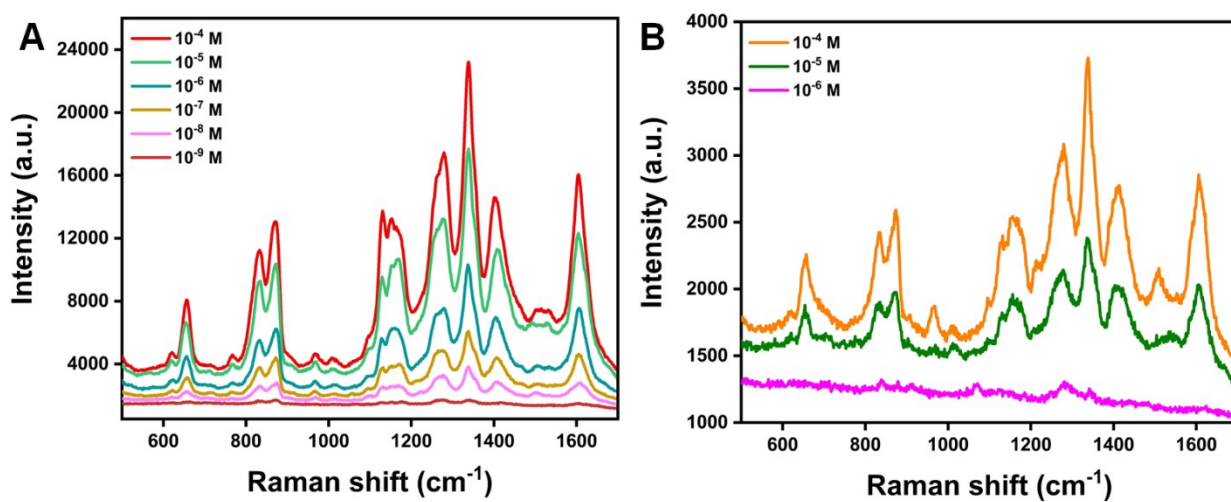 A
24000
20000
16000
12000
8000
4000
Intensity (a.u.)
10⁻⁴ M
10⁻⁵ M
10⁻⁶ M
10⁻⁷ M
10⁻⁸ M
10⁻⁹ M
600 800 1000 1200 1400 1600
Raman shift (cm⁻¹)
B
4000
3500
3000
2500
2000
1500
1000
Intensity (a.u.)
10⁻⁴ M
10⁻⁵ M
10⁻⁶ M
600 800 1000 1200 1400 1600
Raman shift (cm⁻¹)